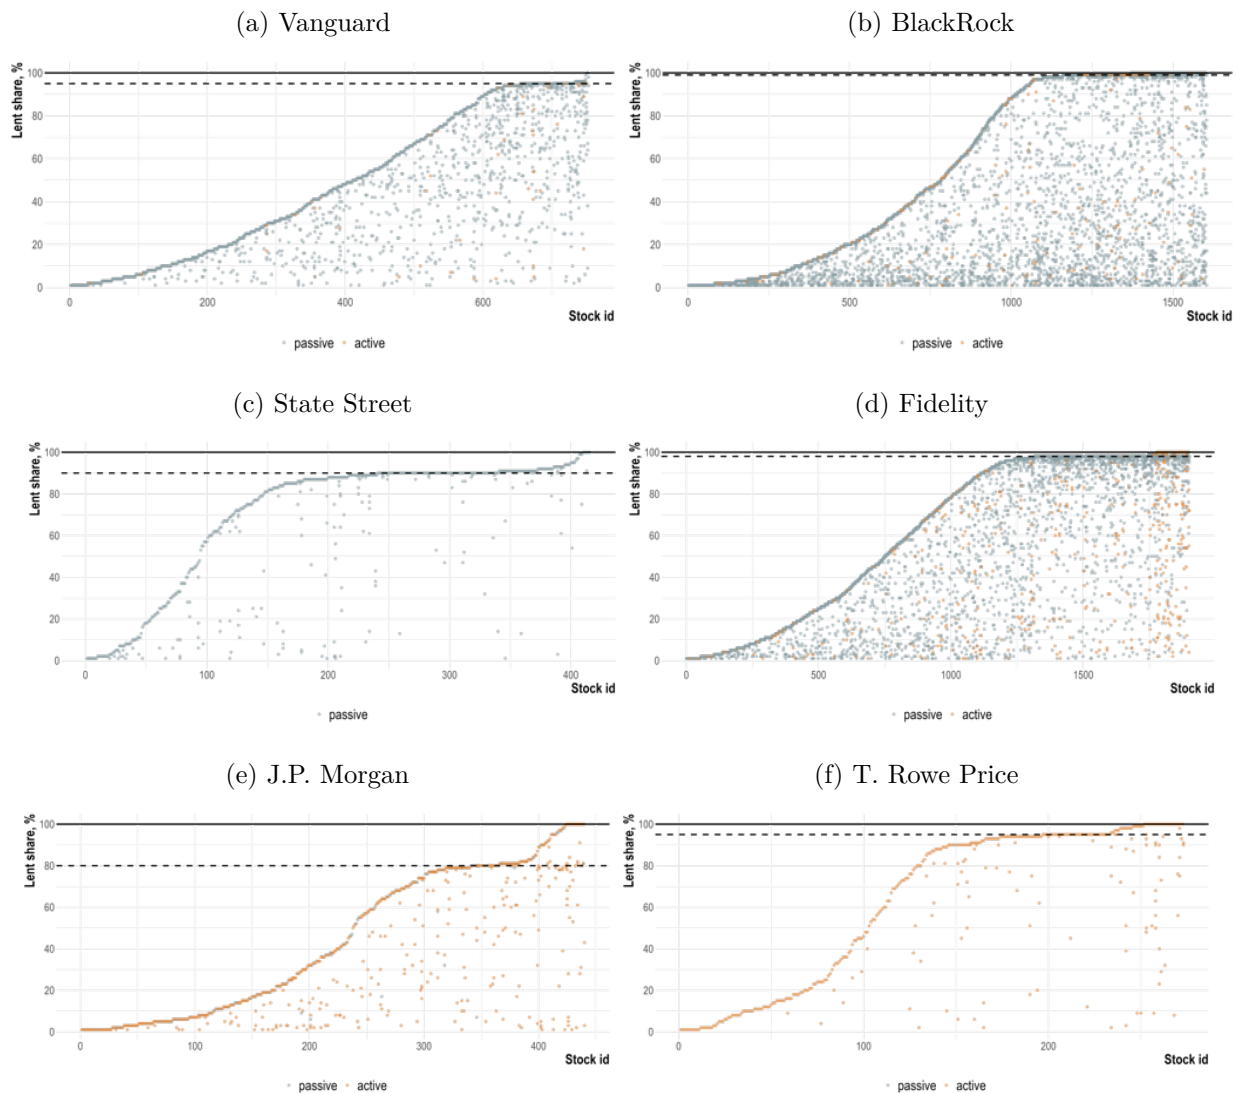 (a) Vanguard
(b) BlackRock
Lent share, %
100
80
60
40
20
0
0
200
400
600
Stock id
passive active
Lent share, %
100
80
60
40
20
0
0
500
1000
1500
Stock id
passive active
(c) State Street
(d) Fidelity
Lent share, %
100
80
60
40
20
0
0
100
200
300
400
Stock id
passive
Lent share, %
100
80
60
40
20
0
0
500
1000
1500
Stock id
passive active
(e) J.P. Morgan
(f) T. Rowe Price
Lent share, %
100
80
60
40
20
0
0
100
200
300
400
Stock id
passive active
Lent share, %
100
80
60
40
20
0
0
100
200
Stock id
passive active